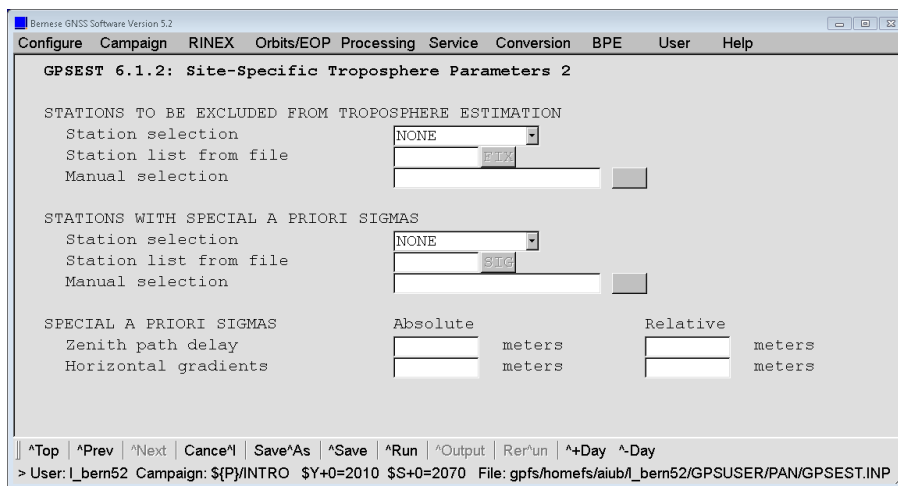 Bernese GNSS Software Version 5.2
Configure Campaign RINEX Orbits/EOP Processing Service Conversion BPE User Help
GPSEST 6.1.2: Site-Specific Troposphere Parameters 2
STATIONS TO BE EXCLUDED FROM TROPOSPHERE ESTIMATION
Station selection NONE
Station list from file FIX
Manual selection
STATIONS WITH SPECIAL A PRIORI SIGMAS
Station selection NONE
Station list from file SIG
Manual selection
SPECIAL A PRIORI SIGMAS Absolute Relative
Zenith path delay meters meters
Horizontal gradients meters meters
^Top ^Prev ^Next Cance^l Save^As ^Save ^Run ^Output Rer^un ^+Day ^-Day
> User: l_bern52 Campaign: ${P}/INTRO $Y+0=2010 $S+0=2070 File: gpfs/homefs/aiub/l_bern52/GPSUSER/PAN/GPSEST.INP